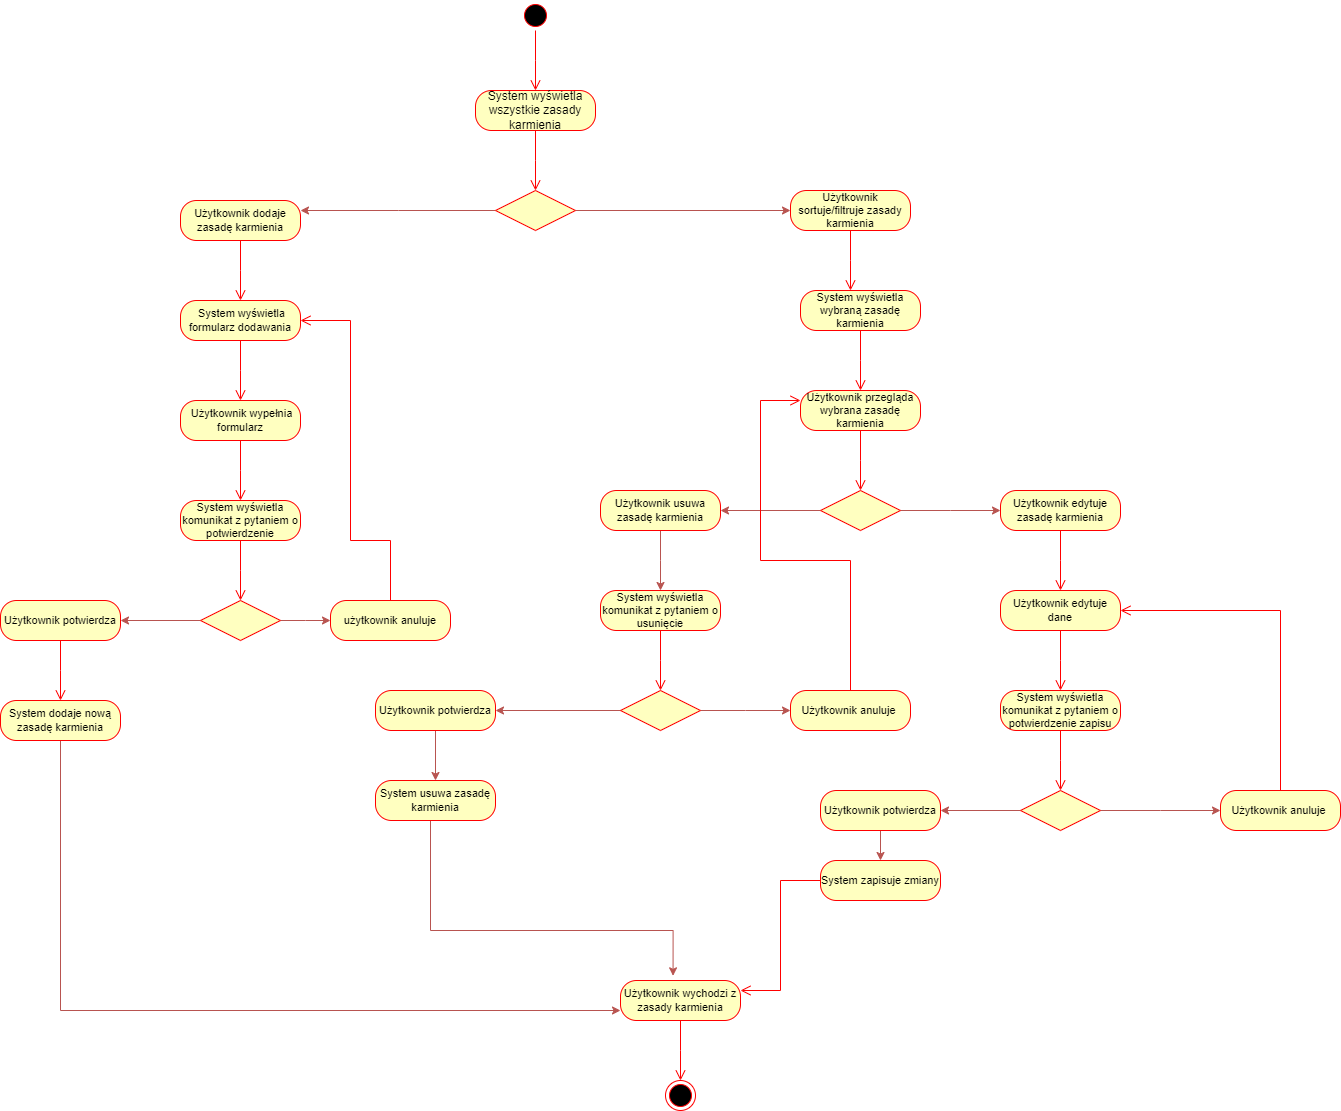 System wyświetla
wszystkie zasady
karmienia
Użytkownik dodaje
zasadę karmienia
Użytkownik
sortuje/filtruje zasady
karmienia
System wyświetla
formularz dodawania
System wyświetla
wybraną zasadę
karmienia
Użytkownik wypełnia
formularz
Użytkownik przegląda
wybrana zasadę
karmienia
System wyświetla
komunikat z pytaniem o
potwierdzenie
Użytkownik usuwa
zasadę karmienia
Użytkownik edytuje
zasadę karmienia
Użytkownik potwierdza
użytkownik anuluje
System wyświetla
komunikat z pytaniem o
usunięcie
Użytkownik edytuje
dane
System dodaje nową
zasadę karmienia
Użytkownik potwierdza
Użytkownik anuluje
System wyświetla
komunikat z pytaniem o
potwierdzenie zapisu
System usuwa zasadę
karmienia
Użytkownik potwierdza
Użytkownik anuluje
System zapisuje zmiany
Użytkownik wychodzi z
zasady karmienia